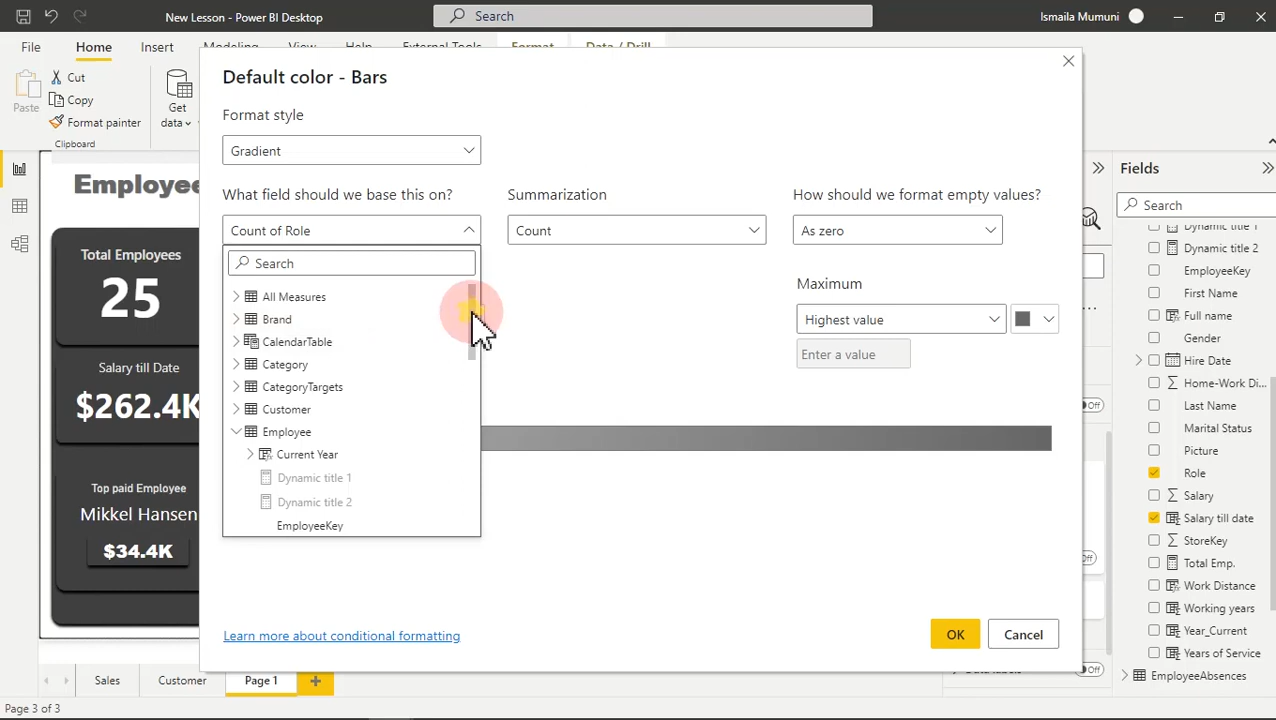 New Lesson - Power BI Desktop
Search
Ismaila Mumuni
File
Home
Insert
Modeling
View
Help
External Tools
Format
Data / Drill
Paste
Cut
Copy
Format painter
Clipboard
Get
data
Employee
Total Employees
25
Salary till Date
$262.4K
Top paid Employee
Mikkel Hansen
$34.4K
Default color - Bars
Format style
Gradient
What field should we base this on?
Summarization
How should we format empty values?
Count of Role
Count
As zero
Search
All Measures
Brand
CalendarTable
Category
CategoryTargets
Customer
Employee
Current Year
Dynamic title 1
Dynamic title 2
EmployeeKey
Maximum
Highest value
Enter a value
Learn more about conditional formatting
OK
Cancel
Off
Off
Off
Fields
Search
Dynamic title 1
Dynamic title 2
EmployeeKey
First Name
Full name
Gender
Hire Date
Home-Work Di...
Last Name
Marital Status
Picture
Role
Salary
Salary till date
StoreKey
Total Emp.
Work Distance
Working years
Year_Current
Years of Service
EmployeeAbsences
Sales
Customer
Page 1
Page 3 of 3